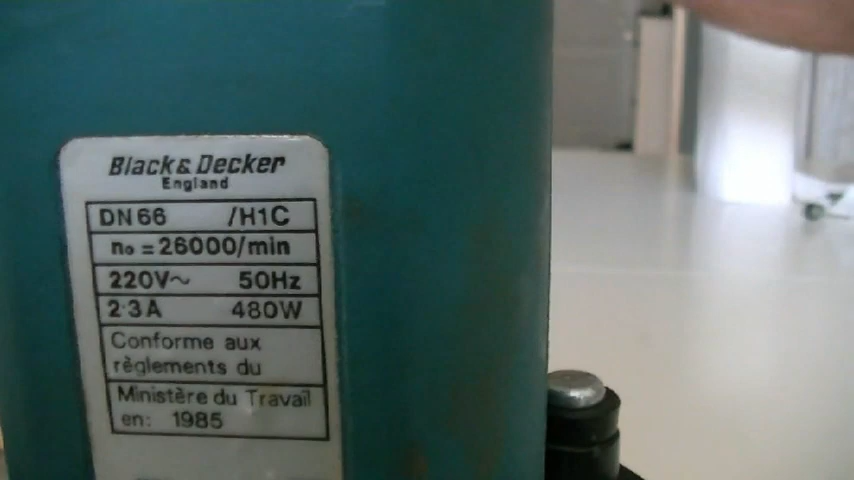 Black & Decker
England
DN66 /H1C
n₀ = 26000/min
220V~ 50Hz
2·3A 480W
Conforme aux
règlements du
Ministère du Travail
en: 1985